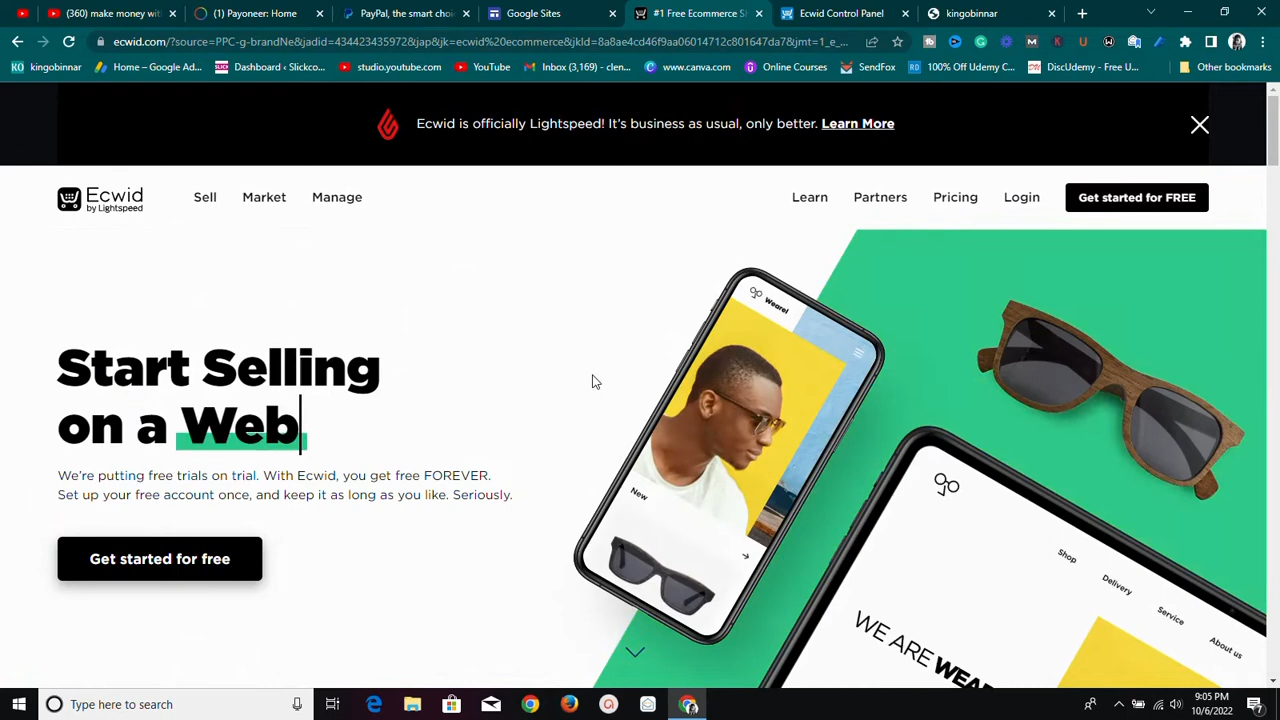 (360) make money with
(1) Payoneer: Home
PayPal, the smart choic
Google Sites
#1 Free Ecommerce S
Ecwid Control Panel
kingobinnar
ecwid.com/?source=PPC-g-brandNe&jadid=434423435972&jap&jk=ecwid%20ecommerce&jkId=8a8ae4cd46f9aa06014712c801647da7&jmt=1_e_...
kingobinnar
Home – Google Ad...
Dashboard ‹ Slickco...
studio.youtube.com
YouTube
Inbox (3,169) - clen...
www.canva.com
Online Courses
SendFox
100% Off Udemy C...
DiscUdemy - Free U...
Other bookmarks
Ecwid is officially Lightspeed! It's business as usual, only better. Learn More
Ecwid
by Lightspeed
Sell
Market
Manage
Learn
Partners
Pricing
Login
Get started for FREE
Start Selling
on a Web
We're putting free trials on trial. With Ecwid, you get free FOREVER.
Set up your free account once, and keep it as long as you like. Seriously.
Get started for free
Wearel
New
Shop
Delivery
Service
About us
WE ARE WEAR
Type here to search
9:05 PM
10/6/2022